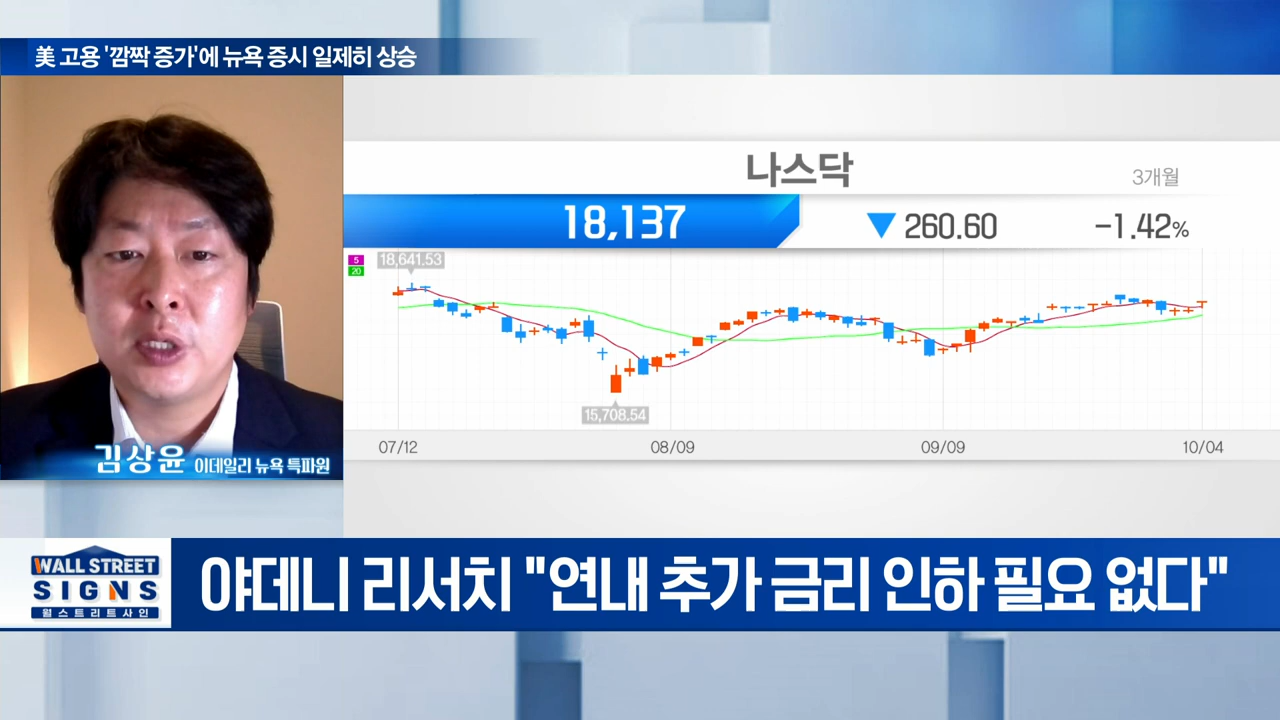 美 고용 '깜짝 증가'에 뉴욕 증시 일제히 상승
나스닥
3개월
18,137
▼ 260.60
-1.42%
5
20
18,641.53
15,708.54
07/12
08/09
09/09
10/04
김상윤 이데일리 뉴욕 특파원
WALL STREET
SIGNS
월스트리트사인
야데니 리서치 "연내 추가 금리 인하 필요 없다"